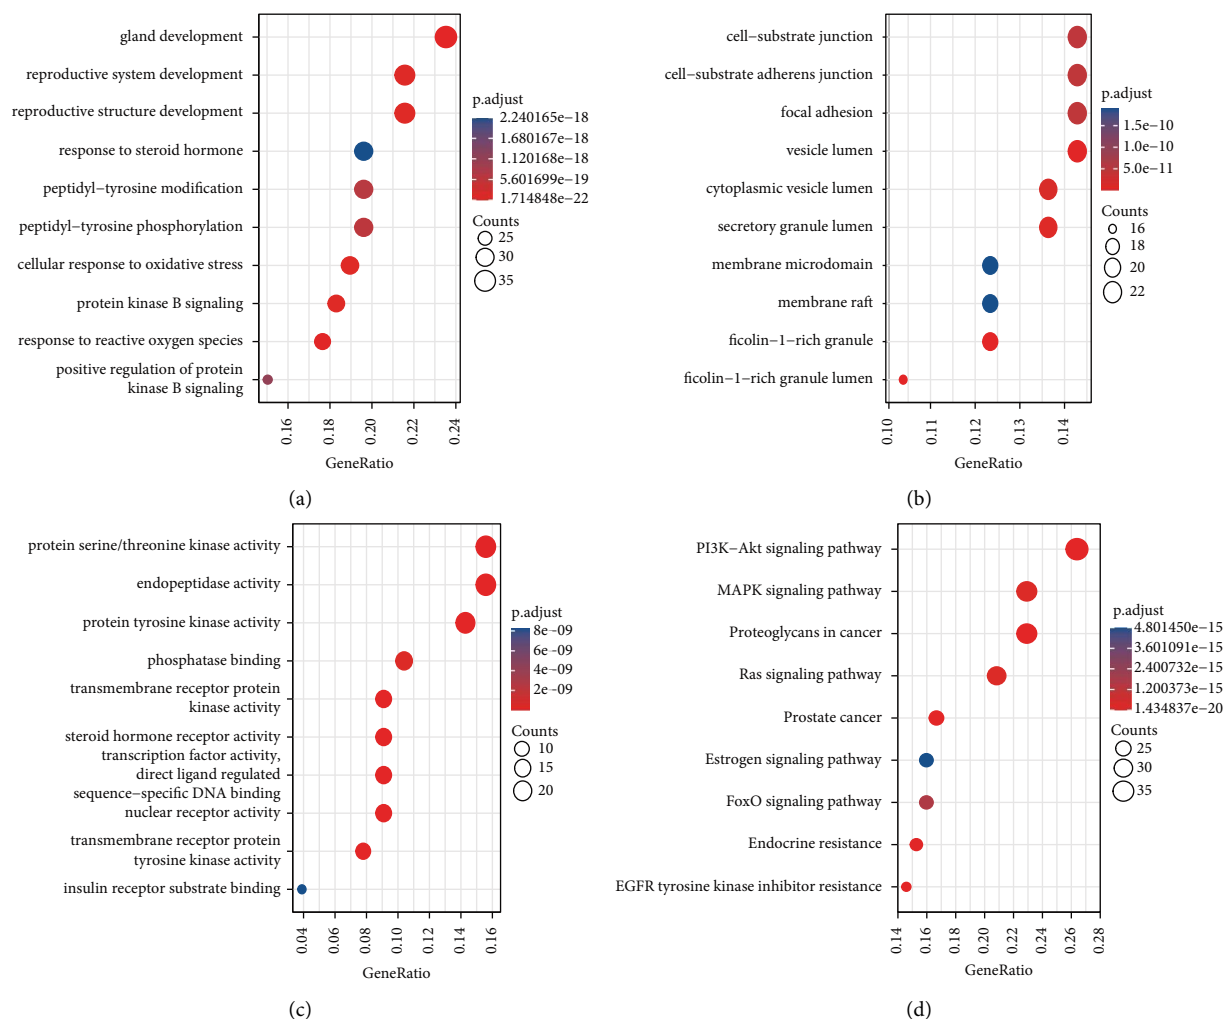 gland development
reproductive system development
reproductive structure development
response to steroid hormone
peptidyl−tyrosine modification
peptidyl−tyrosine phosphorylation
cellular response to oxidative stress
protein kinase B signaling
response to reactive oxygen species
positive regulation of protein
kinase B signaling
0.16
0.18
0.20
0.22
0.24
GeneRatio
p.adjust
2.240165e−18
1.680167e−18
1.120168e−18
5.601699e−19
1.714848e−22
Counts
25
30
35
(a)
cell−substrate junction
cell−substrate adherens junction
focal adhesion
vesicle lumen
cytoplasmic vesicle lumen
secretory granule lumen
membrane microdomain
membrane raft
ficolin−1−rich granule
ficolin−1−rich granule lumen
0.10
0.11
0.12
0.13
0.14
GeneRatio
p.adjust
1.5e−10
1.0e−10
5.0e−11
Counts
16
18
20
22
(b)
protein serine/threonine kinase activity
endopeptidase activity
protein tyrosine kinase activity
phosphatase binding
transmembrane receptor protein
kinase activity
steroid hormone receptor activity
transcription factor activity,
direct ligand regulated
sequence−specific DNA binding
nuclear receptor activity
transmembrane receptor protein
tyrosine kinase activity
insulin receptor substrate binding
0.04
0.06
0.08
0.10
0.12
0.14
0.16
GeneRatio
p.adjust
8e−09
6e−09
4e−09
2e−09
Counts
10
15
20
(c)
PI3K−Akt signaling pathway
MAPK signaling pathway
Proteoglycans in cancer
Ras signaling pathway
Prostate cancer
Estrogen signaling pathway
FoxO signaling pathway
Endocrine resistance
EGFR tyrosine kinase inhibitor resistance
0.14
0.16
0.18
0.20
0.22
0.24
0.26
0.28
GeneRatio
p.adjust
4.801450e−15
3.601091e−15
2.400732e−15
1.200373e−15
1.434837e−20
Counts
25
30
35
(d)